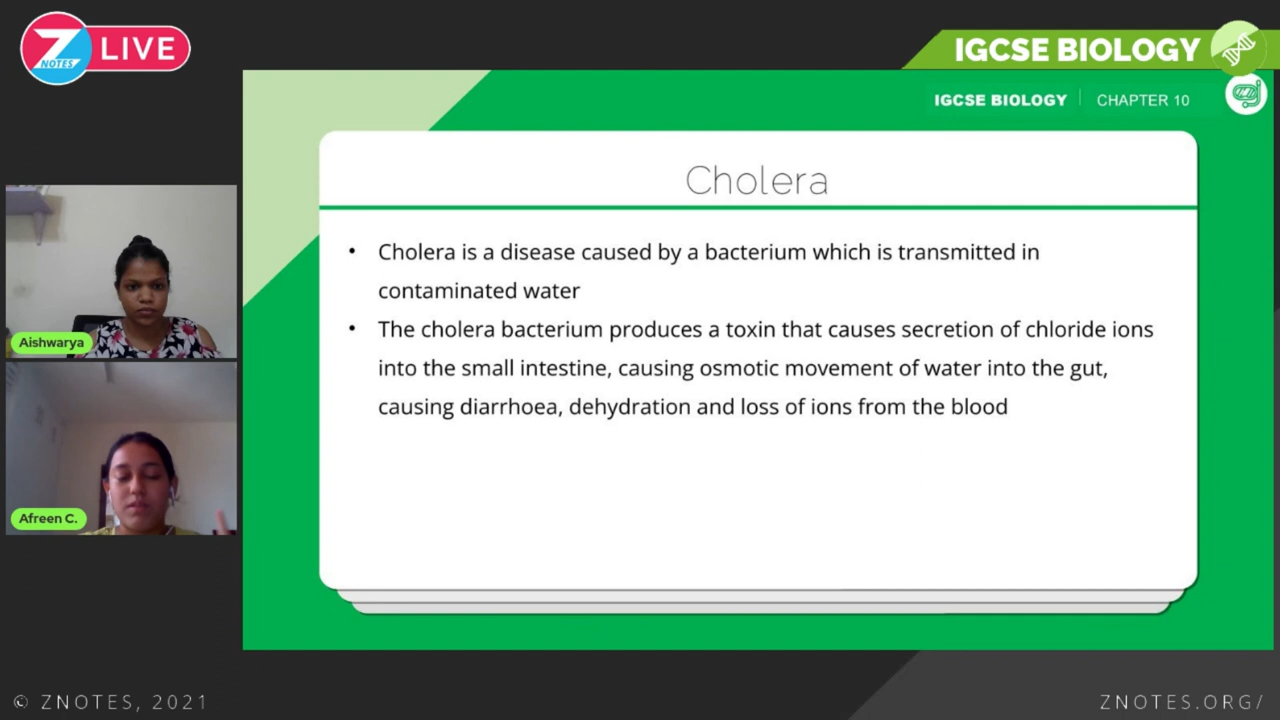 Z NOTES LIVE
IGCSE BIOLOGY
IGCSE BIOLOGY | CHAPTER 10
Cholera
• Cholera is a disease caused by a bacterium which is transmitted in
contaminated water
• The cholera bacterium produces a toxin that causes secretion of chloride ions
into the small intestine, causing osmotic movement of water into the gut,
causing diarrhoea, dehydration and loss of ions from the blood
Aishwarya
Afreen C.
© ZNOTES, 2021
ZNOTES.ORG/